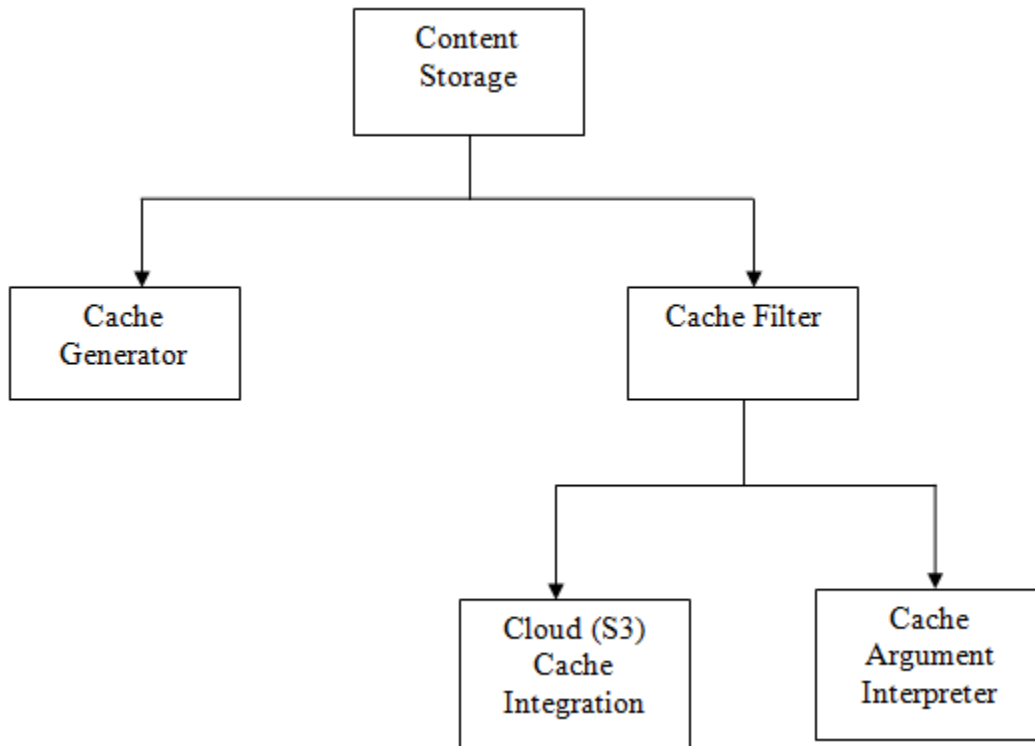 Content
Storage
Cache
Generator
Cache Filter
Cloud (S3)
Cache
Integration
Cache
Argument
Interpreter